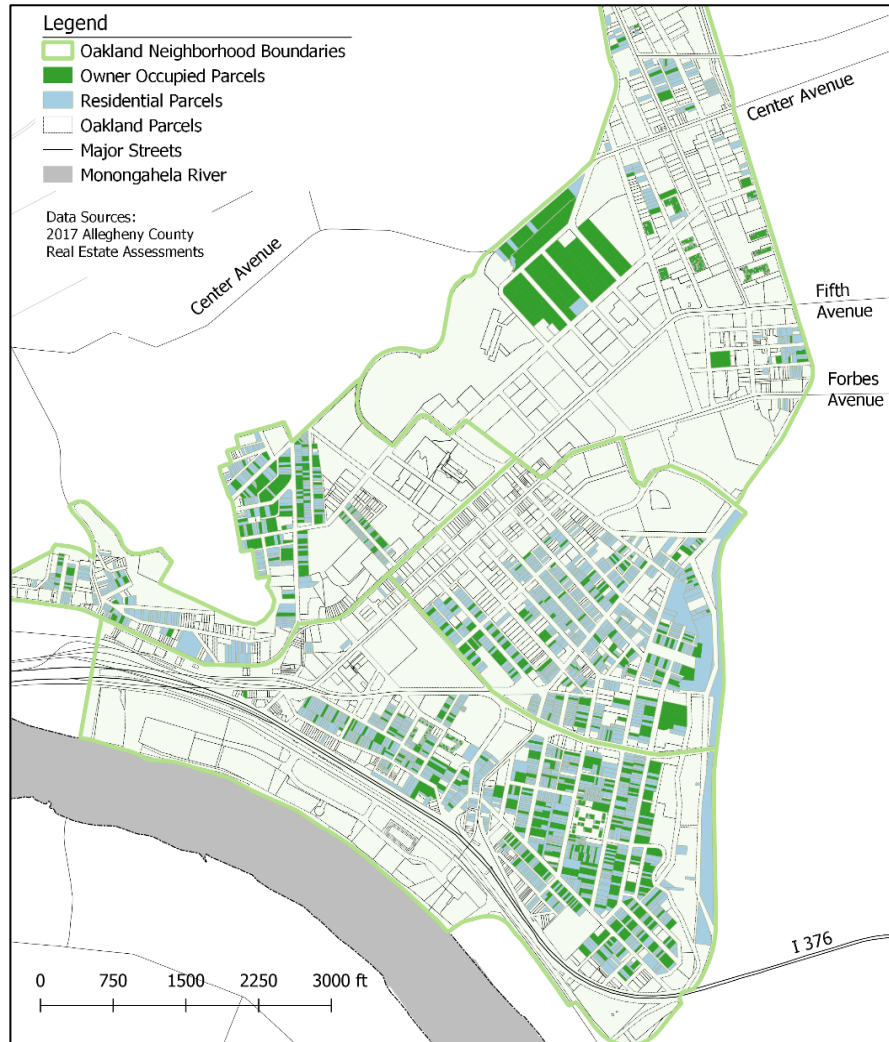 Legend
Oakland Neighborhood Boundaries
Owner Occupied Parcels
Residential Parcels
Oakland Parcels
Major Streets
Monongahela River
Data Sources:
2017 Allegheny County
Real Estate Assessments
Center Avenue
Center Avenue
Fifth
Avenue
Forbes
Avenue
I 376
0 750 1500 2250 3000 ft